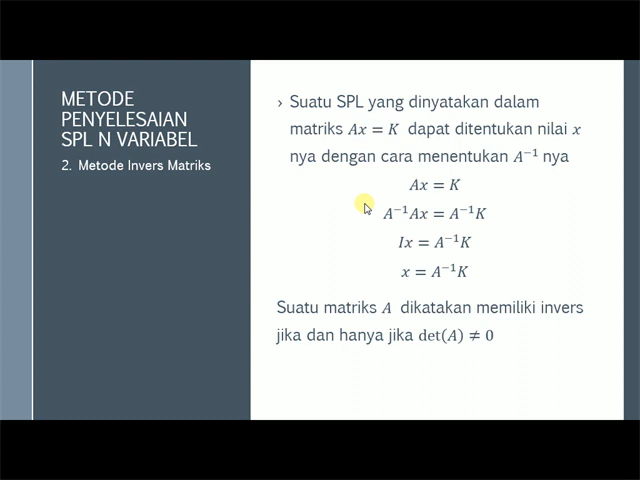 METODE
PENYELESAIAN
SPL N VARIABEL
2. Metode Invers Matriks
› Suatu SPL yang dinyatakan dalam
matriks Ax = K dapat ditentukan nilai x
nya dengan cara menentukan A⁻¹ nya
Ax = K
A⁻¹Ax = A⁻¹K
Ix = A⁻¹K
x = A⁻¹K
Suatu matriks A dikatakan memiliki invers
jika dan hanya jika det(A) ≠ 0